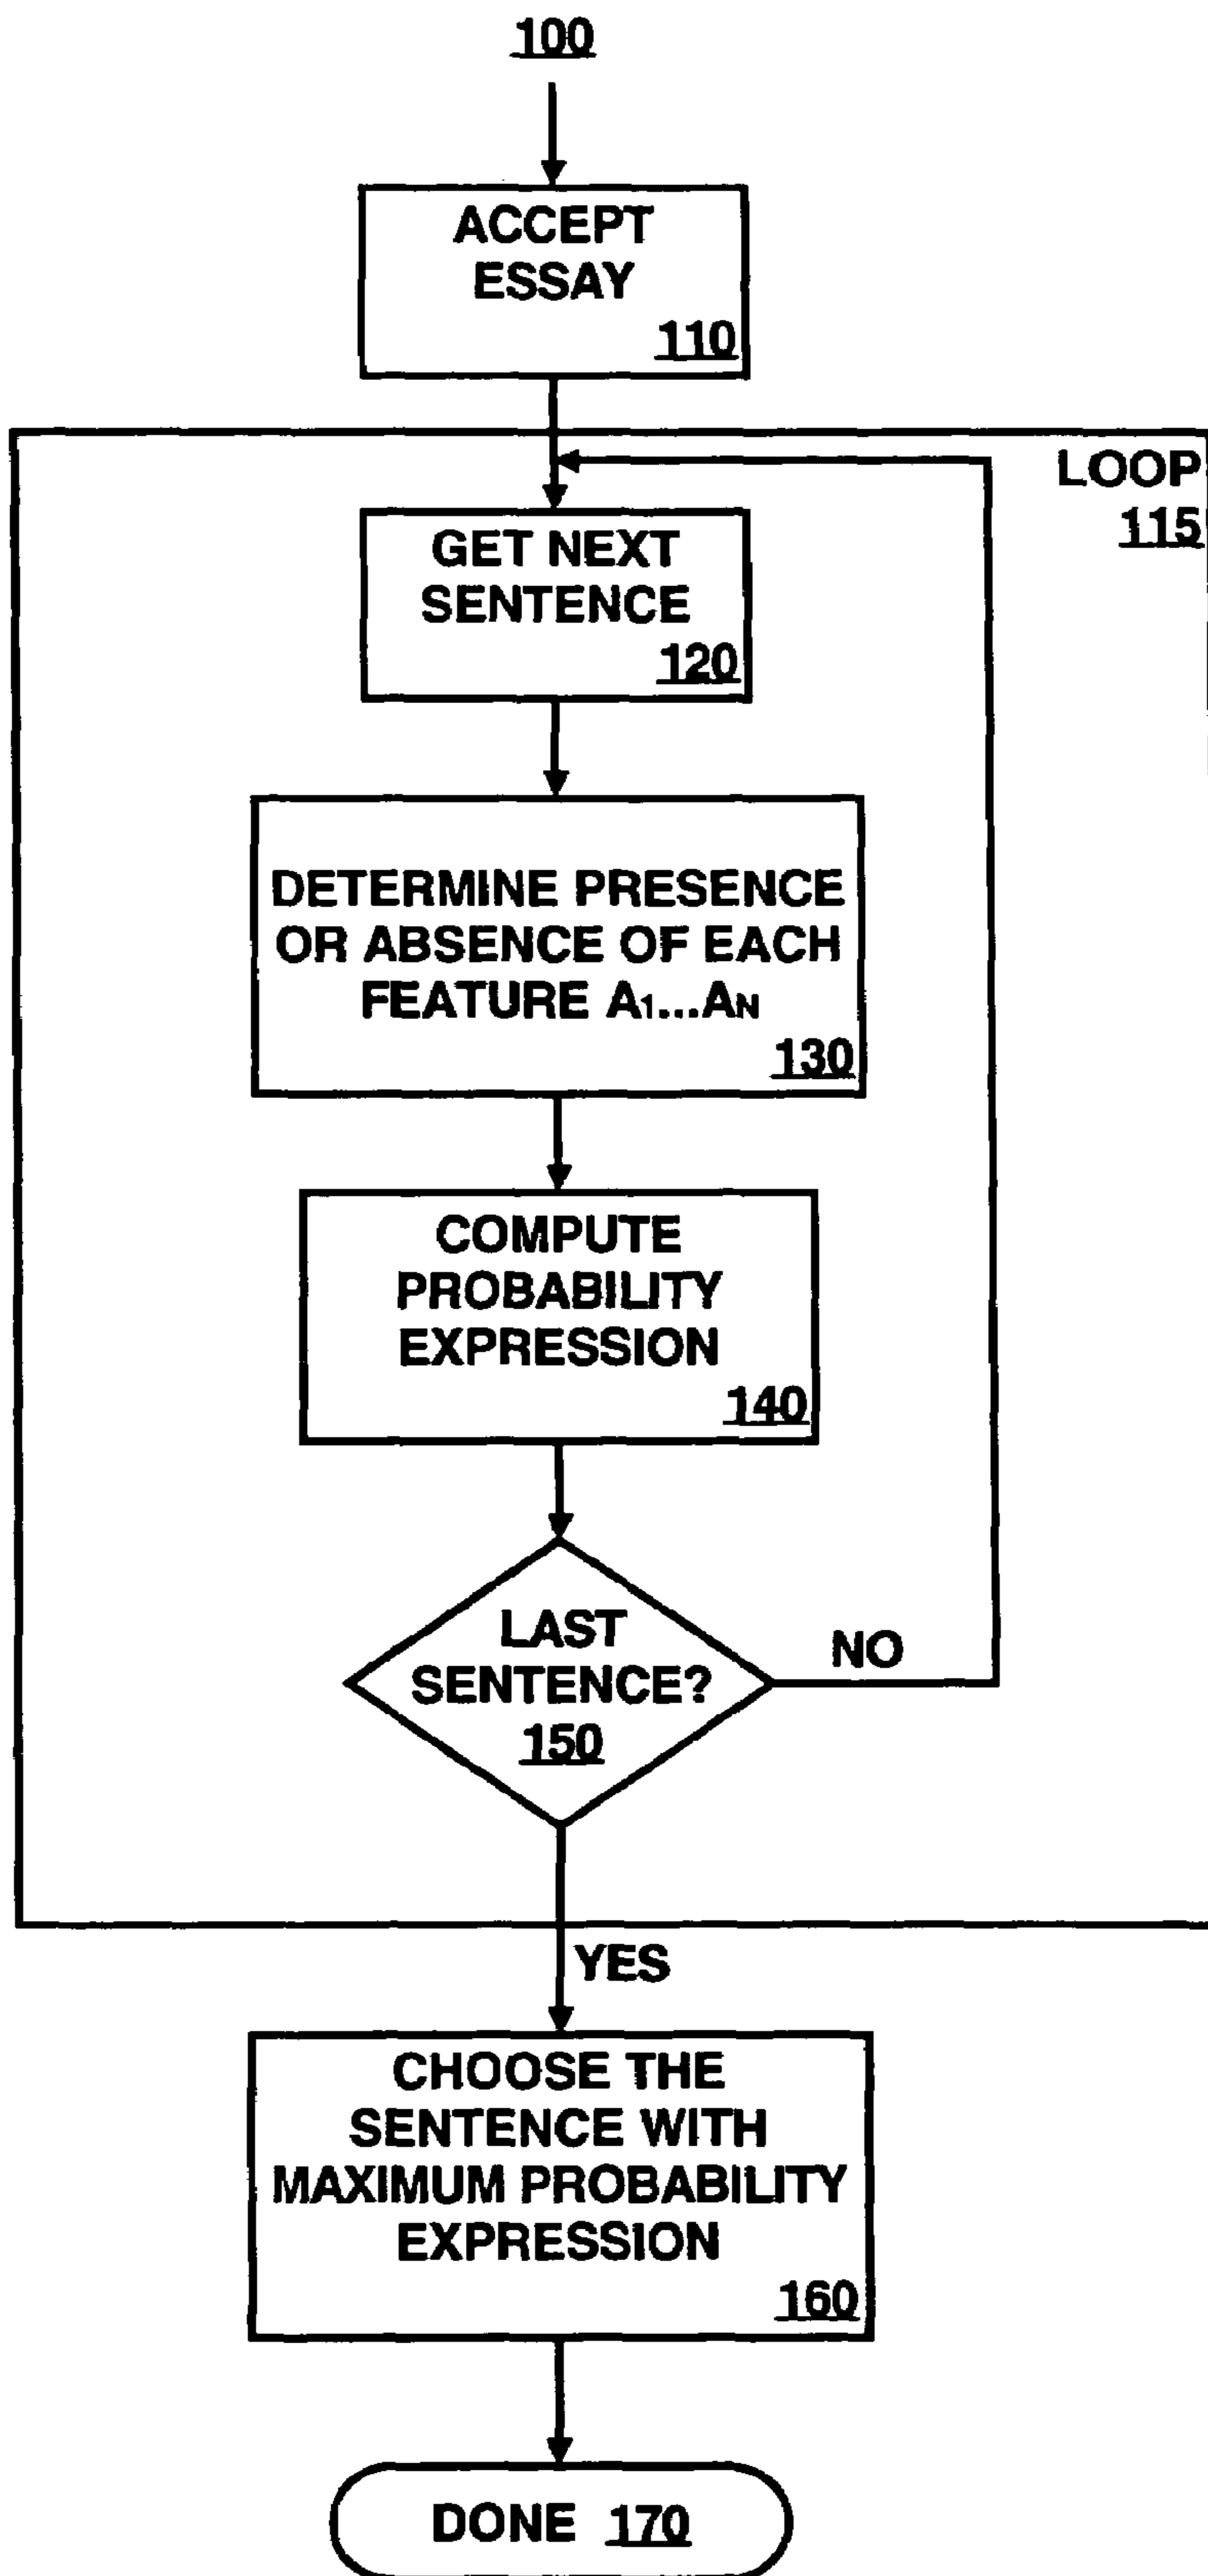 100
ACCEPT
ESSAY
110
LOOP
115
GET NEXT
SENTENCE
120
DETERMINE PRESENCE
OR ABSENCE OF EACH
FEATURE A1...AN
130
COMPUTE
PROBABILITY
EXPRESSION
140
LAST
SENTENCE?
150
NO
YES
CHOOSE THE
SENTENCE WITH
MAXIMUM PROBABILITY
EXPRESSION
160
DONE 170